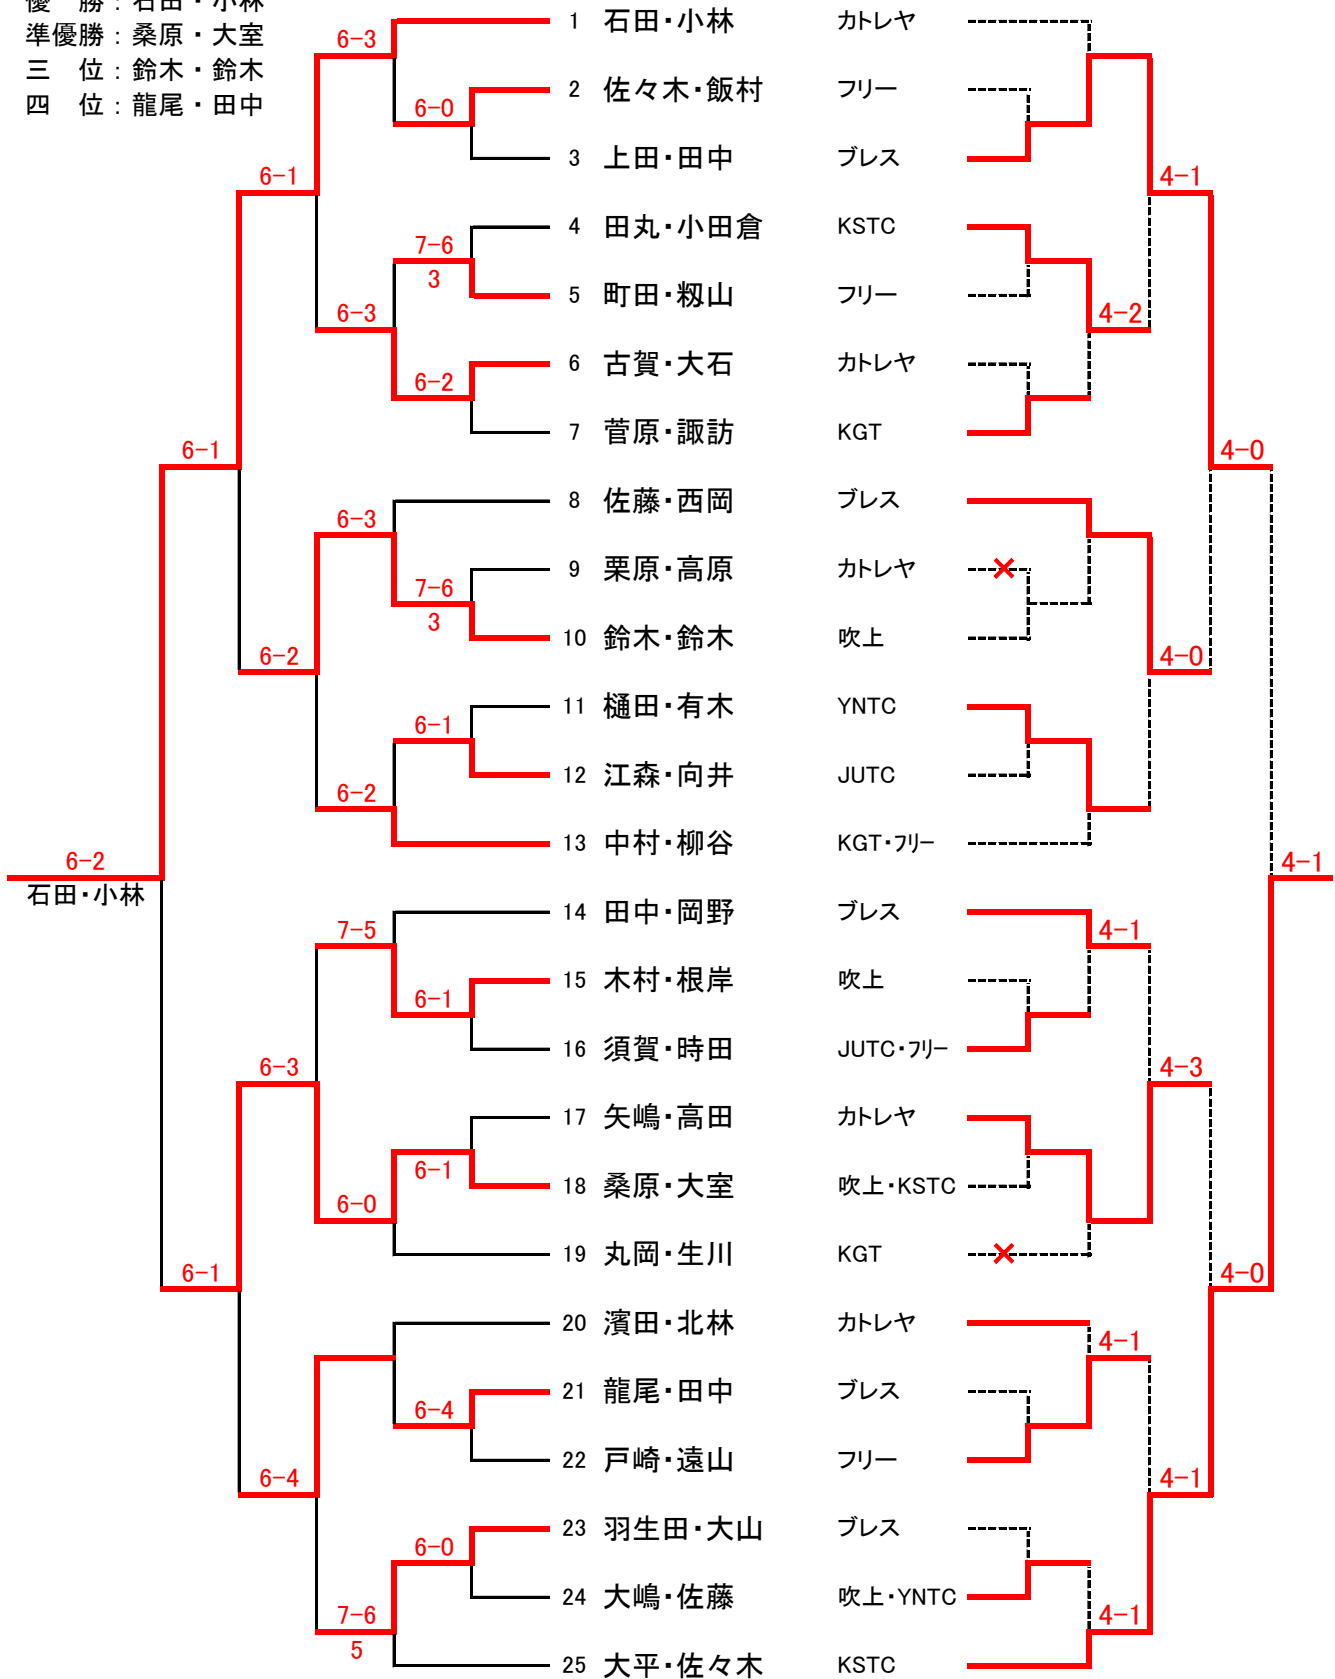 優　勝：石田・小林
準優勝：桑原・大室
三　位：鈴木・鈴木
四　位：龍尾・田中
6-3
1 石田・小林 カトレヤ
2 佐々木・飯村 フリー
6-0
3 上田・田中 ブレス
6-1
4-1
4 田丸・小田倉 KSTC
7-6
3
5 町田・籾山 フリー
6-3
4-2
6 古賀・大石 カトレヤ
6-2
7 菅原・諏訪 KGT
6-1
4-0
8 佐藤・西岡 ブレス
6-3
9 栗原・高原 カトレヤ ×
7-6
3
10 鈴木・鈴木 吹上
6-2
4-0
11 樋田・有木 YNTC
6-1
12 江森・向井 JUTC
6-2
13 中村・柳谷 KGT・フリー
6-2
石田・小林
4-1
14 田中・岡野 ブレス
7-5
4-1
15 木村・根岸 吹上
6-1
16 須賀・時田 JUTC・フリー
6-3
4-3
17 矢嶋・高田 カトレヤ
6-1
18 桑原・大室 吹上・KSTC
6-0
19 丸岡・生川 KGT ×
6-1
4-0
20 濱田・北林 カトレヤ
4-1
21 龍尾・田中 ブレス
6-4
22 戸崎・遠山 フリー
6-4
4-1
23 羽生田・大山 ブレス
6-0
24 大嶋・佐藤 吹上・YNTC
7-6
5
4-1
25 大平・佐々木 KSTC